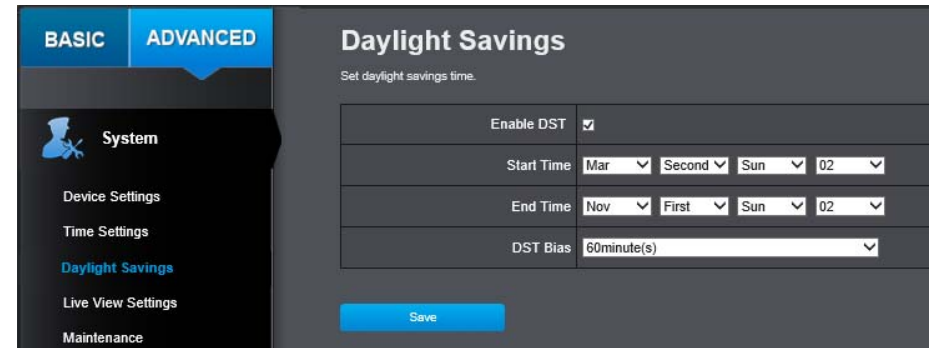 BASIC ADVANCED
Daylight Savings
Set daylight savings time.
System
Device Settings
Time Settings
Daylight Savings
Live View Settings
Maintenance
Enable DST
Start Time Mar Second Sun 02
End Time Nov First Sun 02
DST Bias 60minute(s)
Save